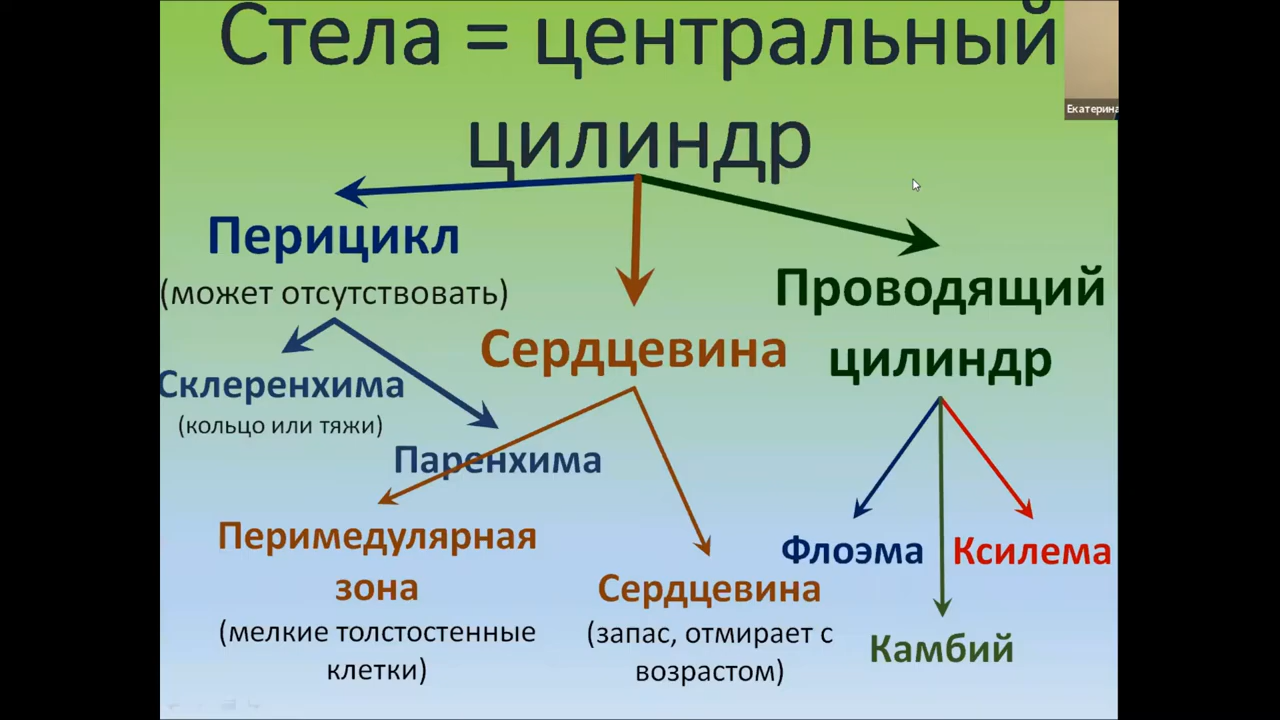 Стела = центральный
цилиндр
Екатерина
Перицикл
(может отсутствовать)
Склеренхима
(кольцо или тяжи)
Паренхима
Сердцевина
Перимедулярная
зона
(мелкие толстостенные
клетки)
Сердцевина
(запас, отмирает с
возрастом)
Проводящий
цилиндр
Флоэма
Ксилема
Камбий